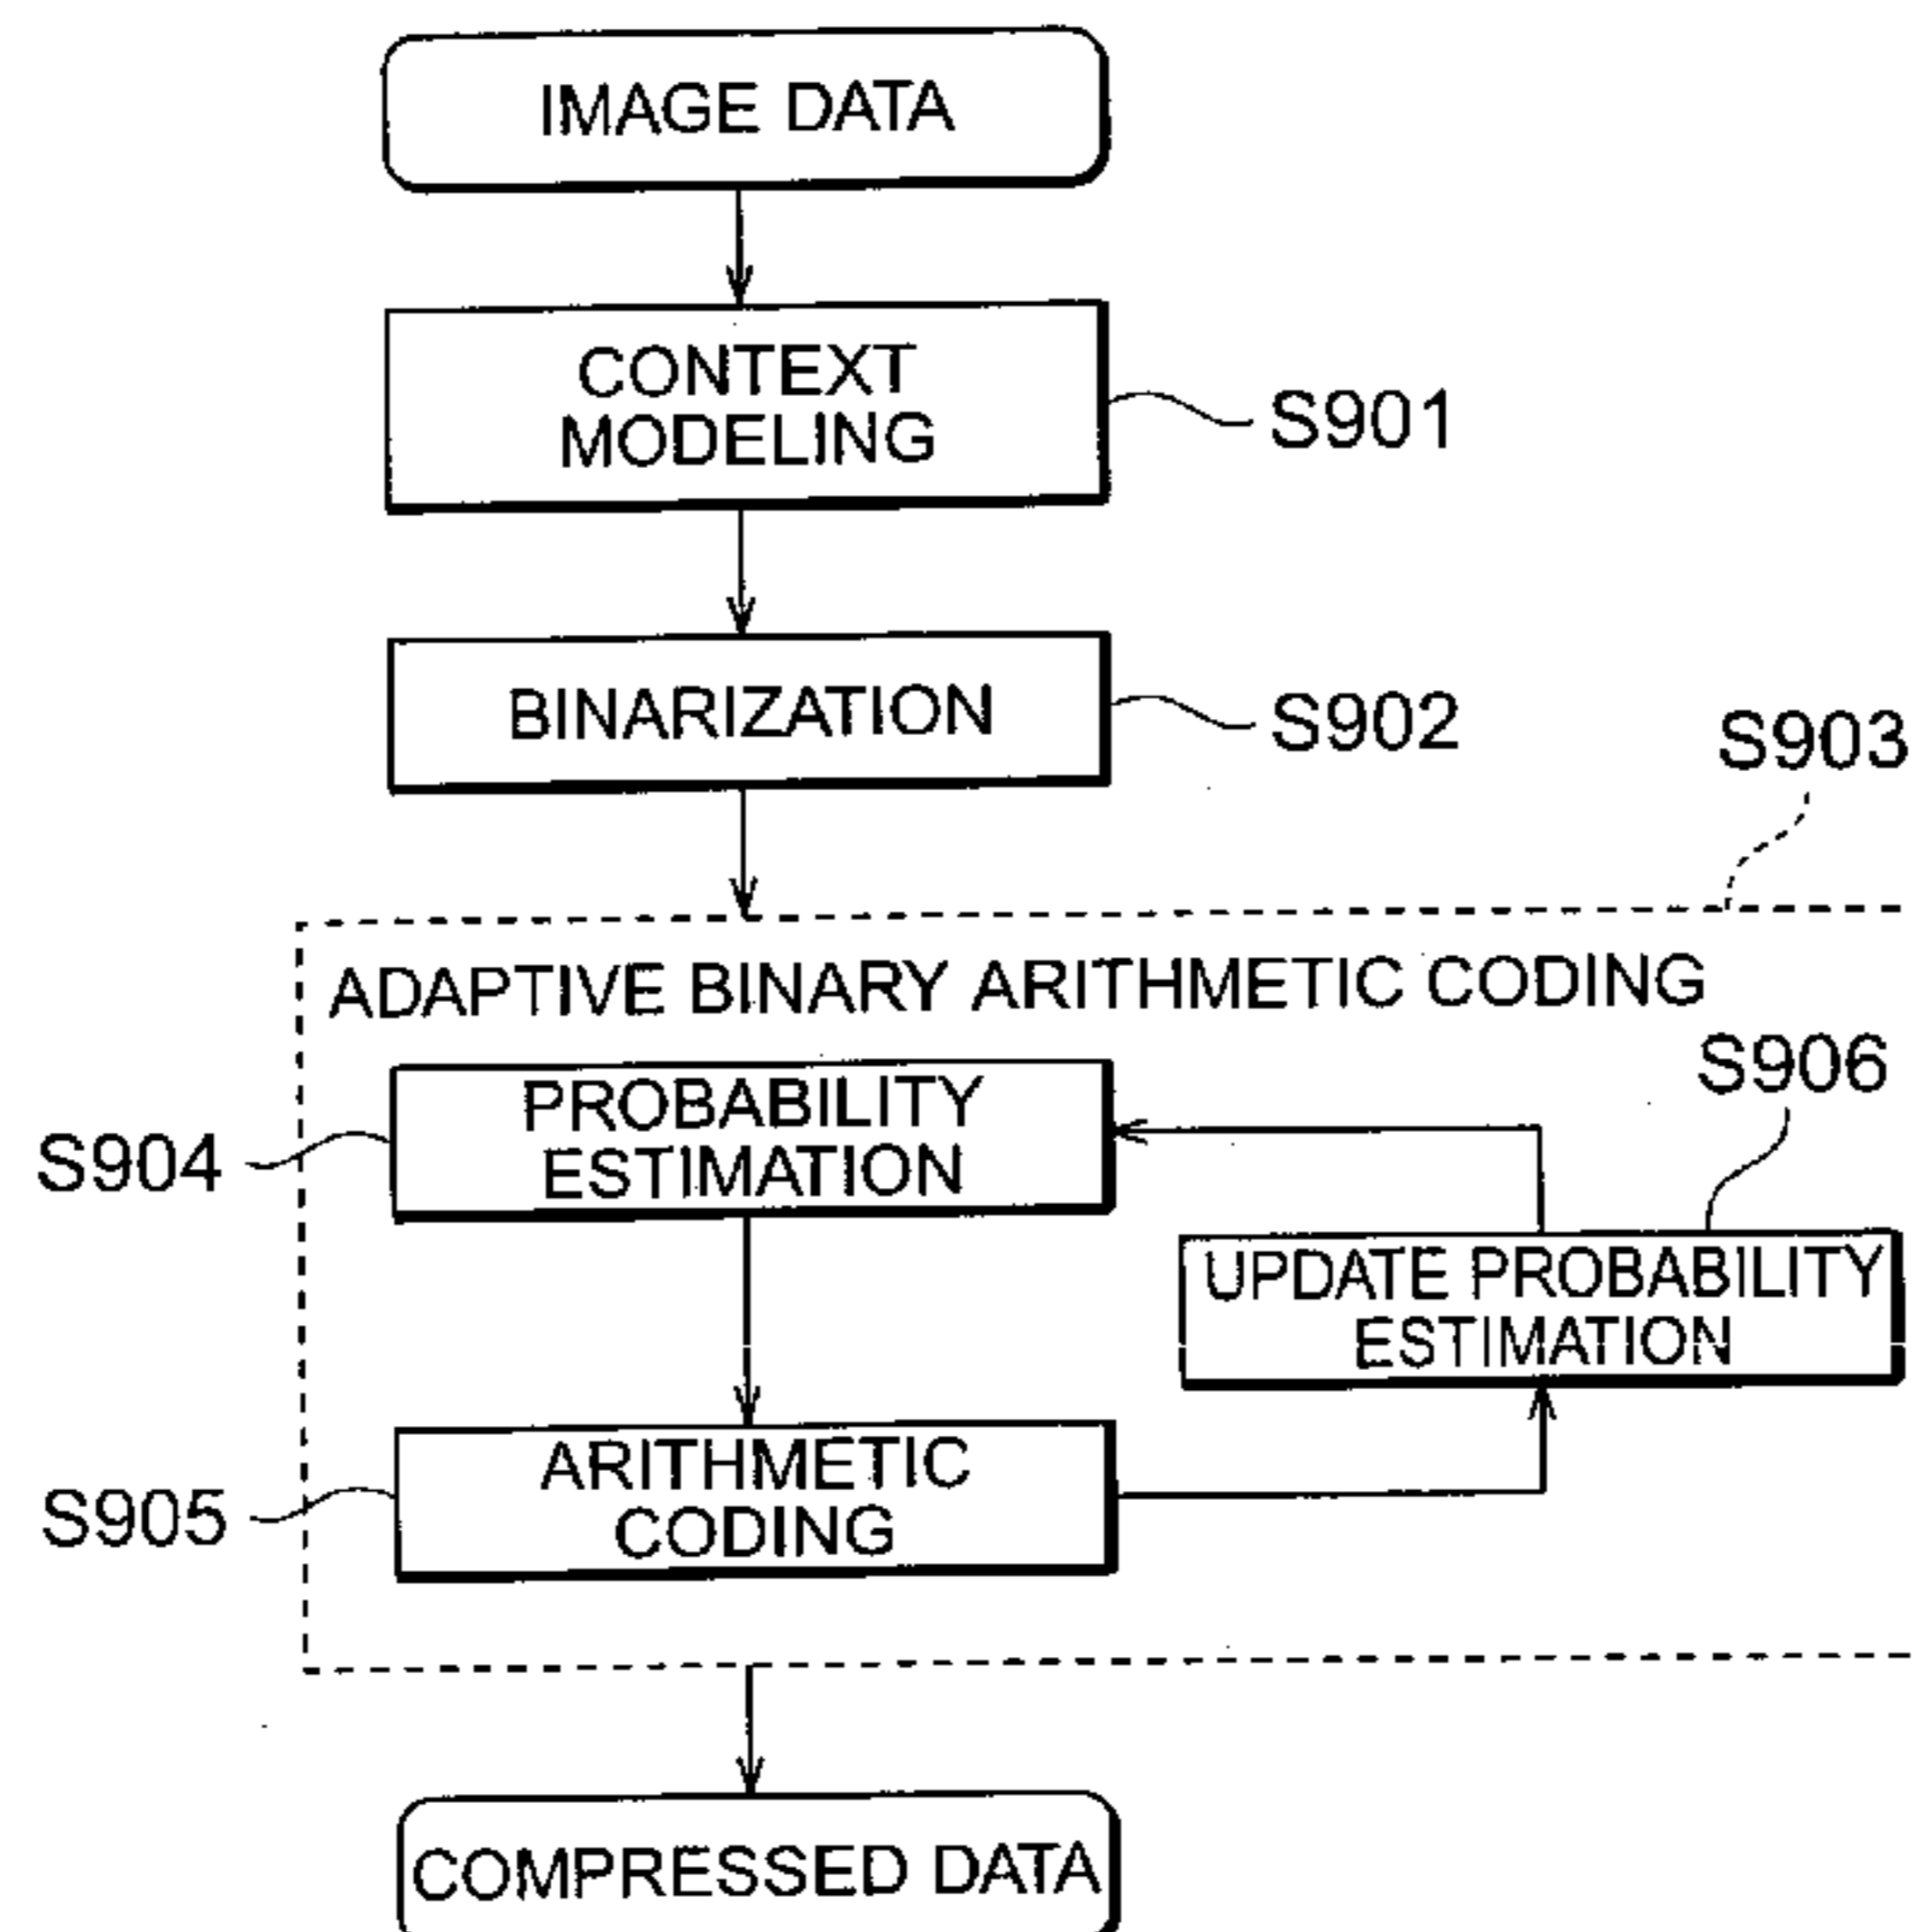 IMAGE DATA
CONTEXT
MODELING
S901
BINARIZATION
S902
S903
ADAPTIVE BINARY ARITHMETIC CODING
S906
PROBABILITY
ESTIMATION
S904
UPDATE PROBABILITY
ESTIMATION
ARITHMETIC
CODING
S905
COMPRESSED DATA